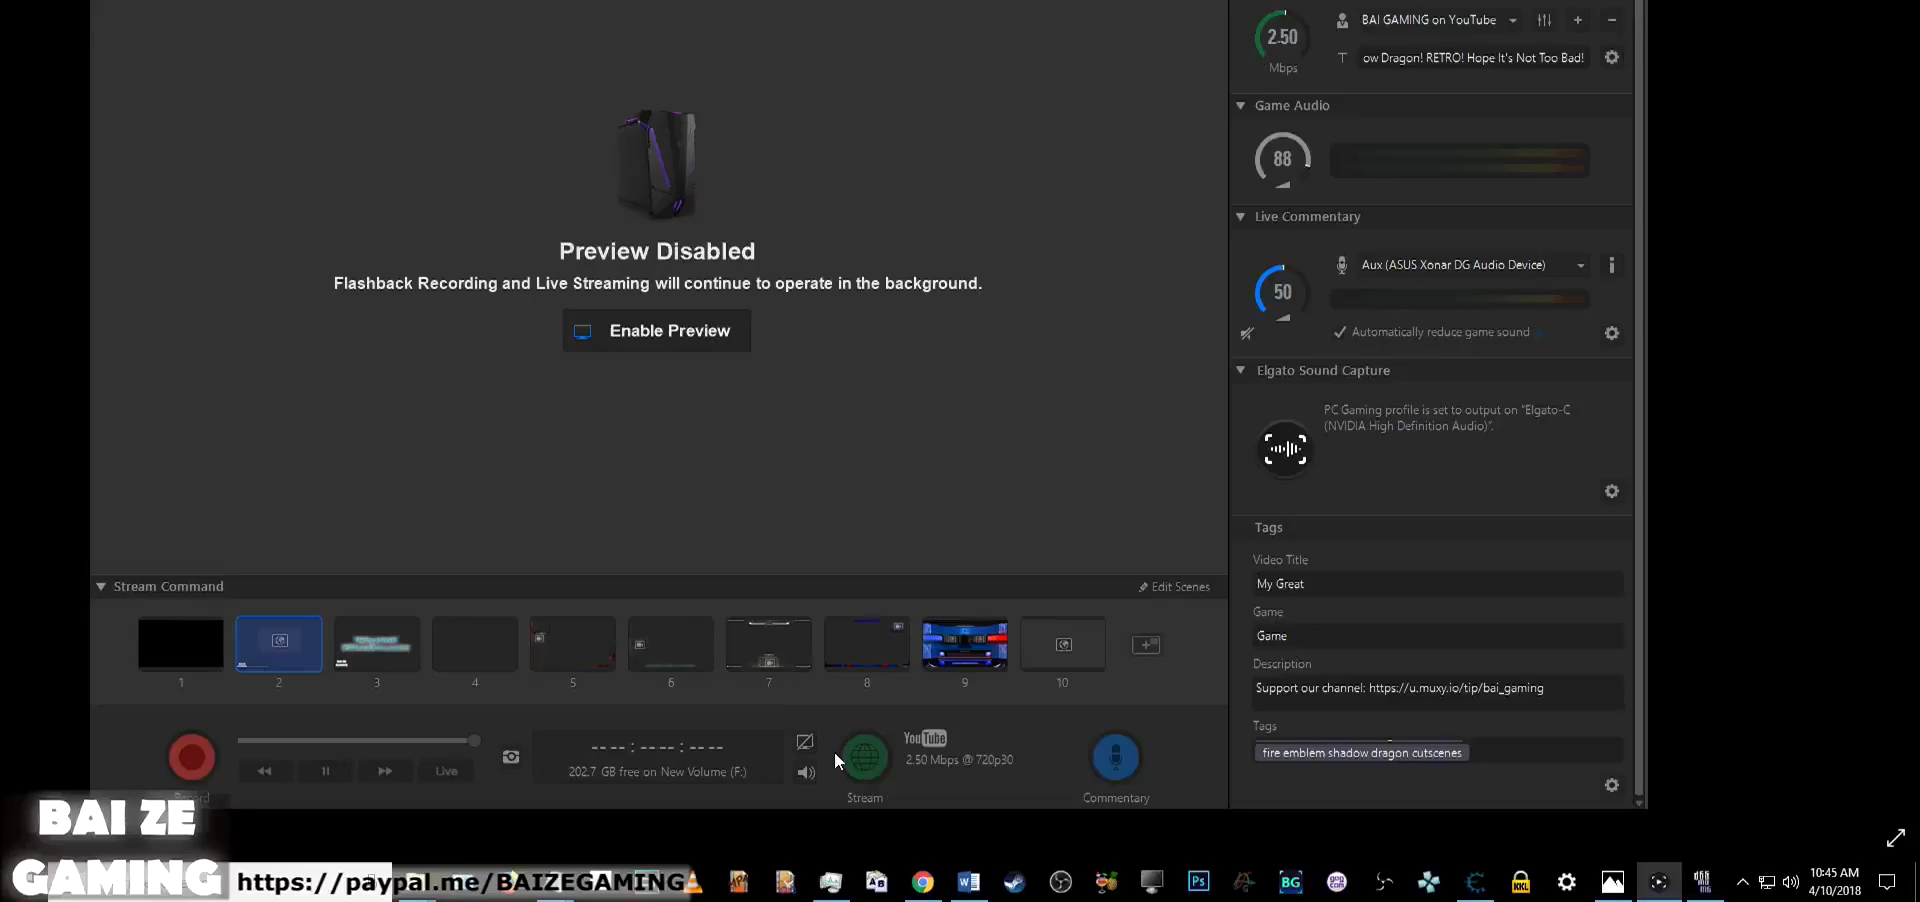 2.50
Mbps
BAI GAMING on YouTube
T
ow Dragon! RETRO! Hope It's Not Too Bad!
Game Audio
88
Live Commentary
50
Aux (ASUS Xonar DG Audio Device)
Automatically reduce game sound
Elgato Sound Capture
PC Gaming profile is set to output on "Elgato-C
(NVIDIA High Definition Audio)".
Tags
Video Title
My Great
Game
Game
Description
Support our channel: https://u.muxy.io/tip/bai_gaming
Tags
fire emblem shadow dragon cutscenes
Preview Disabled
Flashback Recording and Live Streaming will continue to operate in the background.
Enable Preview
Stream Command
Edit Scenes
1 2 3 4 5 6 7 8 9 10
Live
-- -- : -- -- : -- --
202.7 GB free on New Volume (F:)
YouTube
2.50 Mbps @ 720p30
Record
Stream
Commentary
BAI ZE
GAMING
https://paypal.me/BAIZEGAMING
Ps
BG
KKL
10:45 AM
4/10/2018